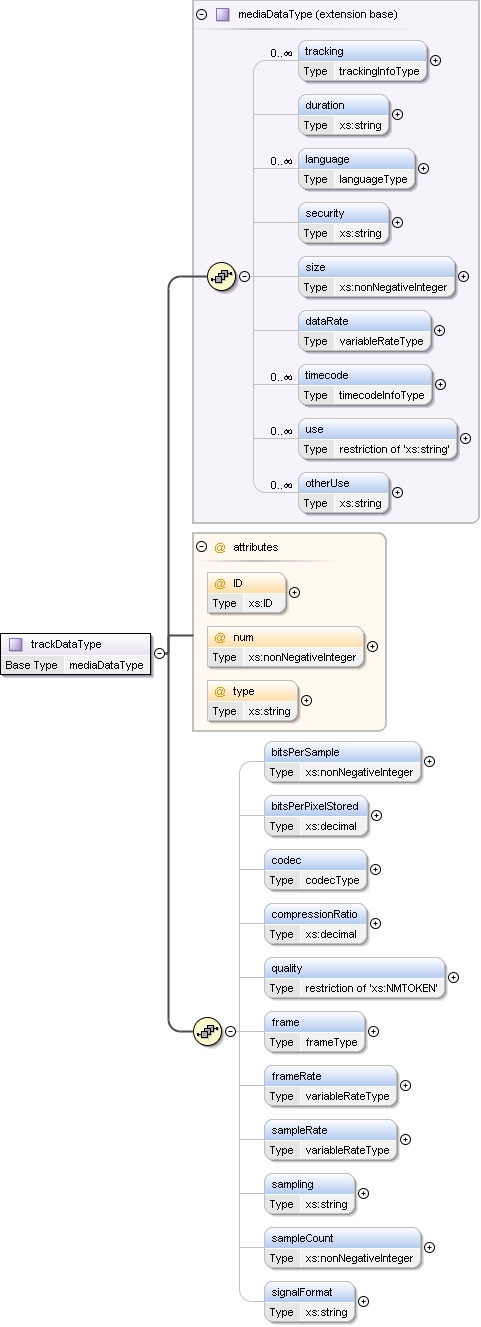 mediaDataType (extension base)
0..∞ tracking
Type trackingInfoType
duration
Type xs:string
0..∞ language
Type languageType
security
Type xs:string
size
Type xs:nonNegativeInteger
dataRate
Type variableRateType
0..∞ timecode
Type timecodeInfoType
0..∞ use
Type restriction of 'xs:string'
0..∞ otherUse
Type xs:string
@ attributes
@ ID
Type xs:ID
@ num
Type xs:nonNegativeInteger
@ type
Type xs:string
trackDataType
Base Type mediaDataType
bitsPerSample
Type xs:nonNegativeInteger
bitsPerPixelStored
Type xs:decimal
codec
Type codecType
compressionRatio
Type xs:decimal
quality
Type restriction of 'xs:NMTOKEN'
frame
Type frameType
frameRate
Type variableRateType
sampleRate
Type variableRateType
sampling
Type xs:string
sampleCount
Type xs:nonNegativeInteger
signalFormat
Type xs:string